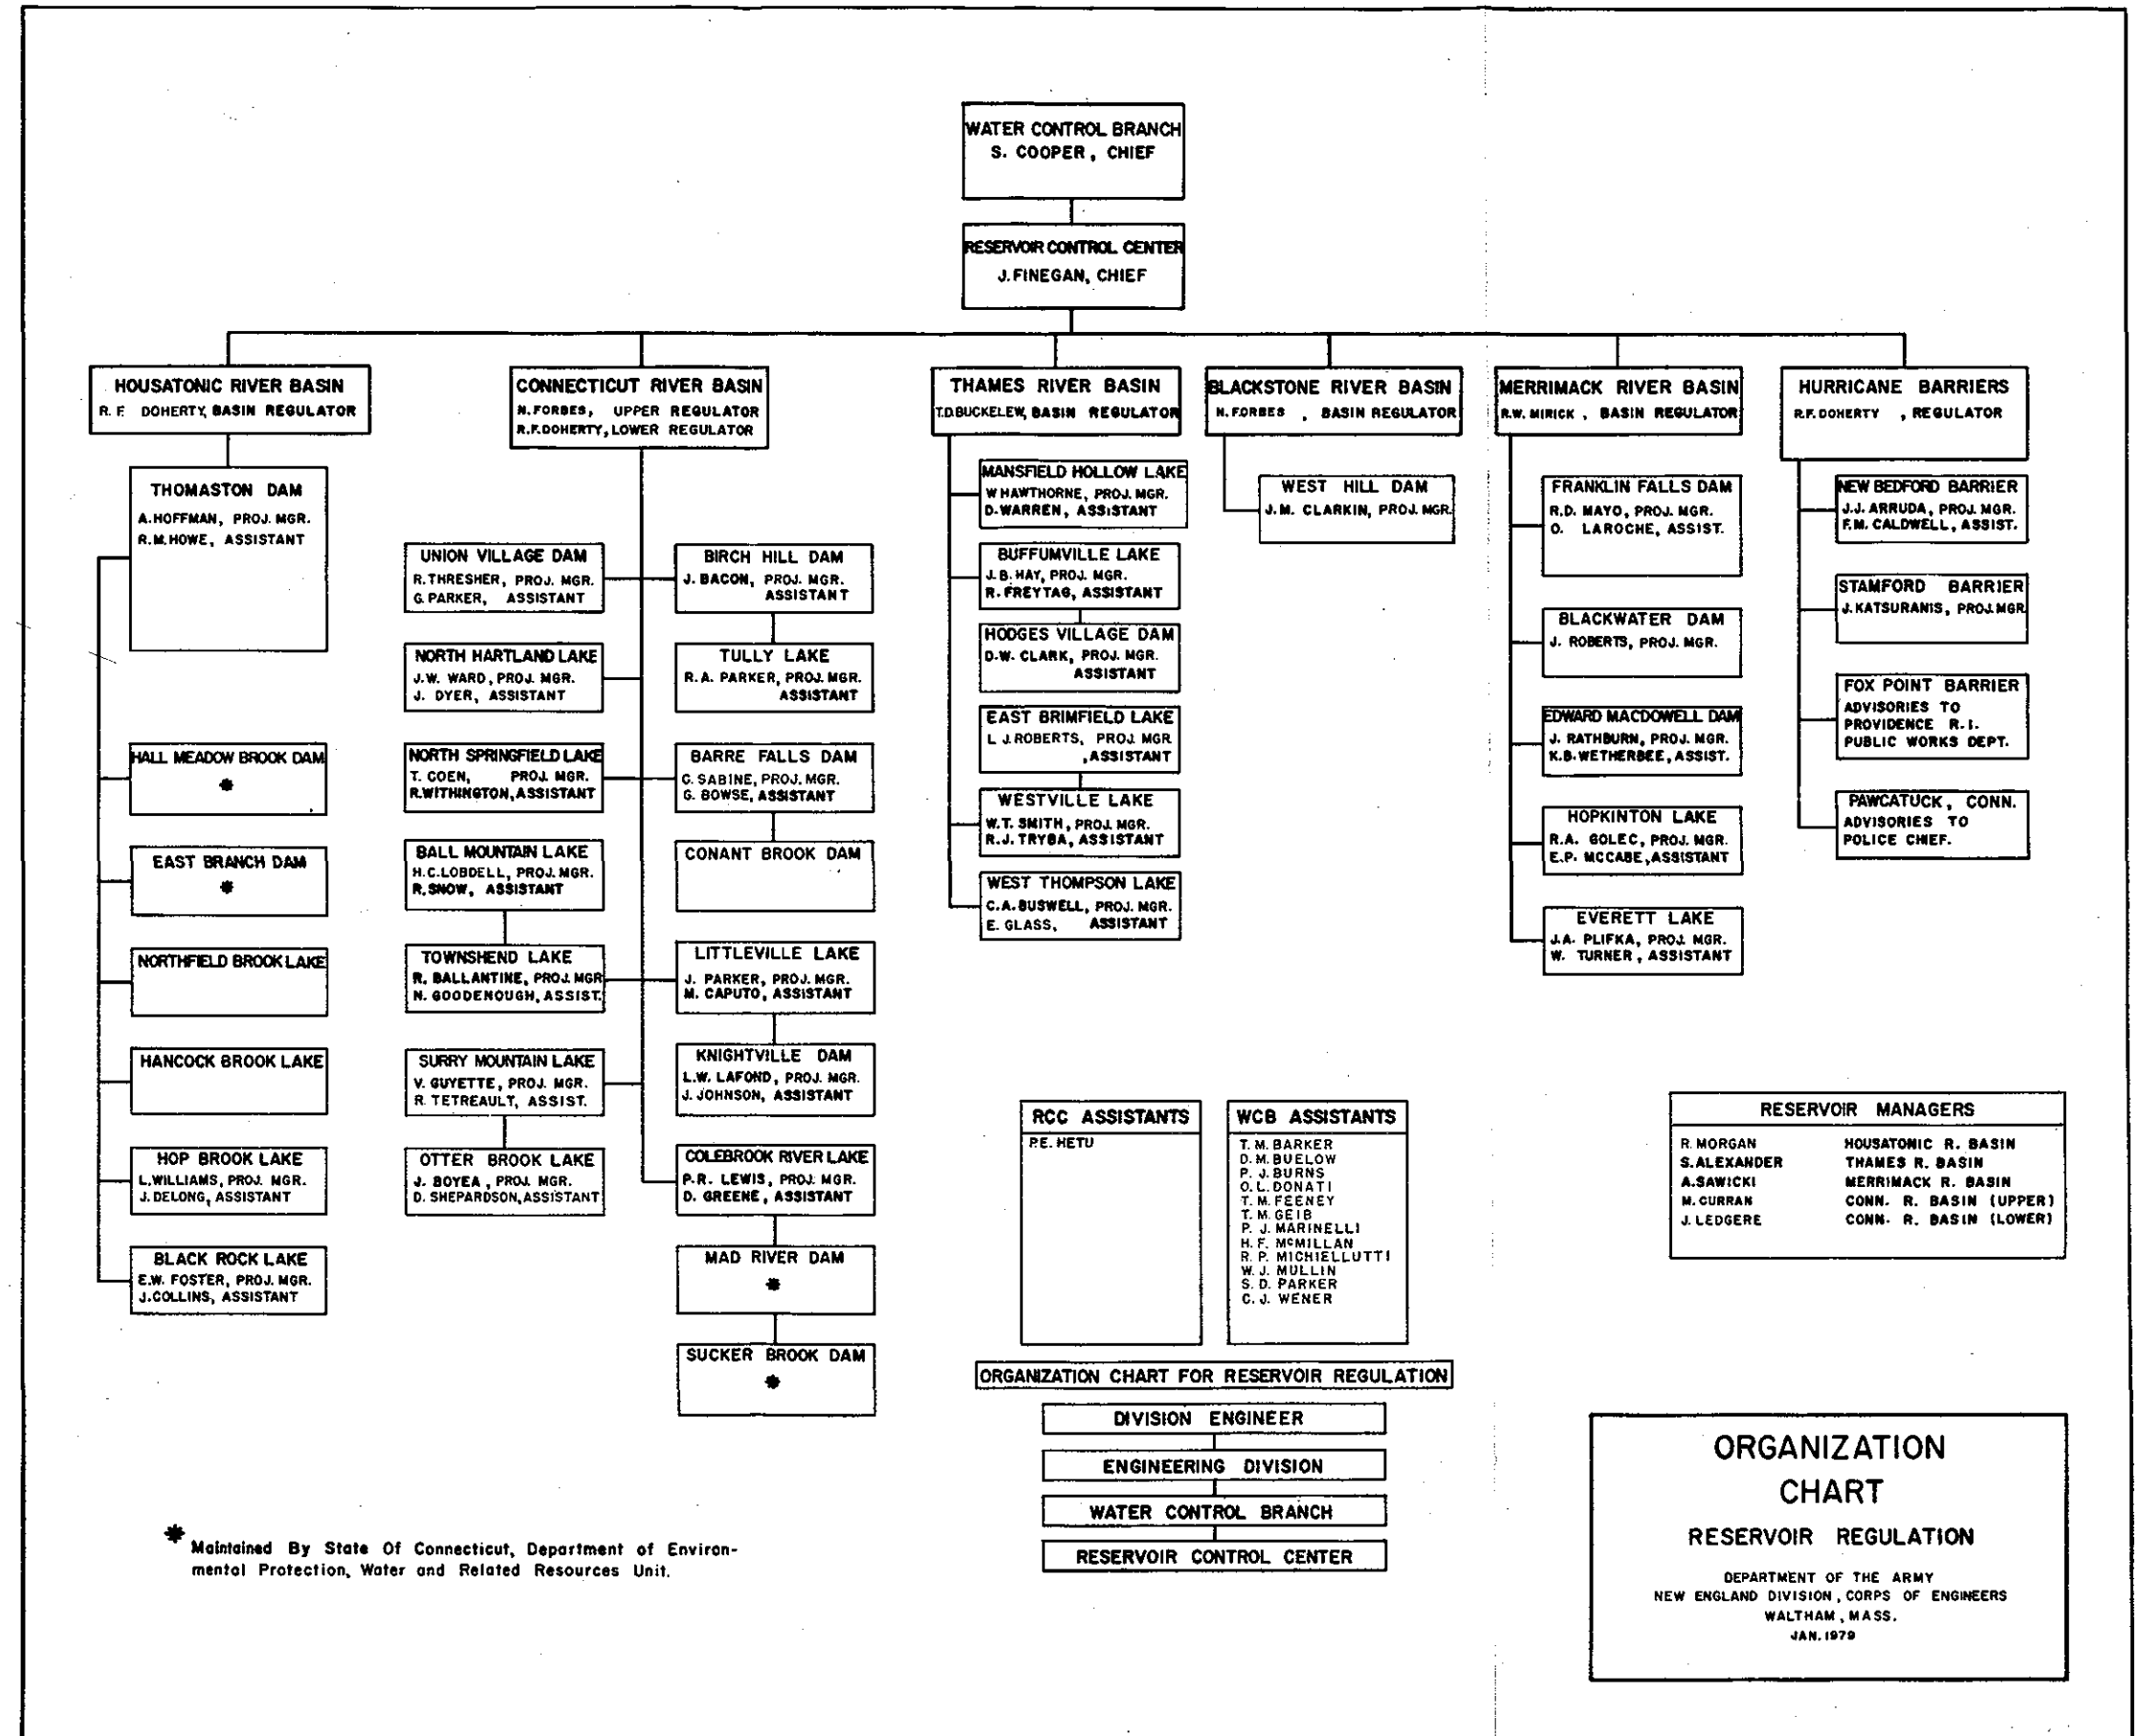 WATER CONTROL BRANCH
S. COOPER, CHIEF
RESERVOIR CONTROL CENTER
J. FINEGAN, CHIEF
HOUSATONIC RIVER BASIN
R. F. DOHERTY, BASIN REGULATOR
THOMASTON DAM
A. HOFFMAN, PROJ. MGR.
R.M. HOWE, ASSISTANT
HALL MEADOW BROOK DAM
*
EAST BRANCH DAM
*
NORTHFIELD BROOK LAKE
HANCOCK BROOK LAKE
HOP BROOK LAKE
L. WILLIAMS, PROJ. MGR.
J. DELONG, ASSISTANT
BLACK ROCK LAKE
E.W. FOSTER, PROJ. MGR.
J. COLLINS, ASSISTANT
CONNECTICUT RIVER BASIN
N. FORBES, UPPER REGULATOR
R.F. DOHERTY, LOWER REGULATOR
UNION VILLAGE DAM
R. THRESHER, PROJ. MGR.
G. PARKER, ASSISTANT
NORTH HARTLAND LAKE
J.W. WARD, PROJ. MGR.
J. DYER, ASSISTANT
NORTH SPRINGFIELD LAKE
T. COEN, PROJ. MGR.
R. WITHINGTON, ASSISTANT
BALL MOUNTAIN LAKE
H.C. LOBDELL, PROJ. MGR.
R. SNOW, ASSISTANT
TOWNSHEND LAKE
R. BALLANTINE, PROJ. MGR
N. GOODENOUGH, ASSIST.
SURRY MOUNTAIN LAKE
V. GUYETTE, PROJ. MGR.
R. TETREAULT, ASSIST.
OTTER BROOK LAKE
J. BOYEA, PROJ. MGR.
D. SHEPARDSON, ASSISTANT
BIRCH HILL DAM
J. BACON, PROJ. MGR.
ASSISTANT
TULLY LAKE
R. A. PARKER, PROJ. MGR.
ASSISTANT
BARRE FALLS DAM
C. SABINE, PROJ. MGR.
G. BOWSE, ASSISTANT
CONANT BROOK DAM
LITTLEVILLE LAKE
J. PARKER, PROJ. MGR.
M. CAPUTO, ASSISTANT
KNIGHTVILLE DAM
L.W. LAFOND, PROJ. MGR.
J. JOHNSON, ASSISTANT
COLEBROOK RIVER LAKE
P.R. LEWIS, PROJ. MGR.
D. GREENE, ASSISTANT
MAD RIVER DAM
*
SUCKER BROOK DAM
*
THAMES RIVER BASIN
T.D. BUCKELEW, BASIN REGULATOR
MANSFIELD HOLLOW LAKE
W HAWTHORNE, PROJ. MGR.
D. WARREN, ASSISTANT
BUFFUMVILLE LAKE
J. B. HAY, PROJ. MGR.
R. FREYTAG, ASSISTANT
HODGES VILLAGE DAM
D.W. CLARK, PROJ. MGR.
ASSISTANT
EAST BRIMFIELD LAKE
L J. ROBERTS, PROJ. MGR
, ASSISTANT
WESTVILLE LAKE
W.T. SMITH, PROJ. MGR.
R. J. TRYBA, ASSISTANT
WEST THOMPSON LAKE
C.A. BUSWELL, PROJ. MGR.
E. GLASS, ASSISTANT
BLACKSTONE RIVER BASIN
N. FORBES , BASIN REGULATOR
WEST HILL DAM
J.M. CLARKIN, PROJ. MGR.
MERRIMACK RIVER BASIN
R.W. MIRICK , BASIN REGULATOR
FRANKLIN FALLS DAM
R.D. MAYO, PROJ. MGR.
O. LAROCHE, ASSIST.
BLACKWATER DAM
J. ROBERTS, PROJ. MGR.
EDWARD MACDOWELL DAM
J. RATHBURN, PROJ. MGR.
K.B. WETHERBEE, ASSIST.
HOPKINTON LAKE
R.A. GOLEC, PROJ. MGR.
E.P. MCCABE, ASSISTANT
EVERETT LAKE
J.A. PLIFKA, PROJ. MGR.
W. TURNER, ASSISTANT
HURRICANE BARRIERS
R.F. DOHERTY , REGULATOR
NEW BEDFORD BARRIER
J.J. ARRUDA, PROJ. MGR.
F.M. CALDWELL, ASSIST.
STAMFORD BARRIER
J. KATSURANIS, PROJ. MGR
FOX POINT BARRIER
ADVISORIES TO
PROVIDENCE R.I.
PUBLIC WORKS DEPT.
PAWCATUCK, CONN.
ADVISORIES TO
POLICE CHIEF.
RCC ASSISTANTS
P.E. HETU
WCB ASSISTANTS
T. M. BARKER
D. M. BUELOW
P. J. BURNS
O. L. DONATI
T. M. FEENEY
T. M. GEIB
P. J. MARINELLI
H. F. McMILLAN
R. P. MICHIELLUTTI
W. J. MULLIN
S. D. PARKER
C. J. WENER
RESERVOIR MANAGERS
R. MORGAN HOUSATONIC R. BASIN
S. ALEXANDER THAMES R. BASIN
A. SAWICKI MERRIMACK R. BASIN
M. CURRAN CONN. R. BASIN (UPPER)
J. LEDGERE CONN. R. BASIN (LOWER)
ORGANIZATION CHART FOR RESERVOIR REGULATION
DIVISION ENGINEER
ENGINEERING DIVISION
WATER CONTROL BRANCH
RESERVOIR CONTROL CENTER
* Maintained By State Of Connecticut, Department of Environ-
mental Protection, Water and Related Resources Unit.
ORGANIZATION
CHART
RESERVOIR REGULATION
DEPARTMENT OF THE ARMY
NEW ENGLAND DIVISION, CORPS OF ENGINEERS
WALTHAM, MASS.
JAN. 1979